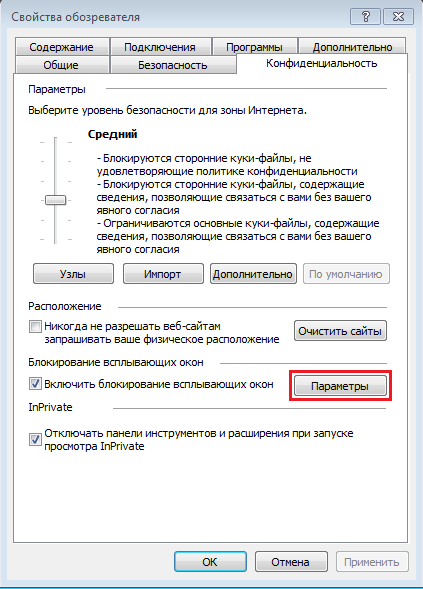 Свойства обозревателя
Содержание Подключения Программы Дополнительно
Общие Безопасность Конфиденциальность
Параметры
Выберите уровень безопасности для зоны Интернета.
Средний
- Блокируются сторонние куки-файлы, не
удовлетворяющие политике конфиденциальности
- Блокируются сторонние куки-файлы, содержащие
сведения, позволяющие связаться с вами без вашего
явного согласия
- Ограничиваются основные куки-файлы, содержащие
сведения, позволяющие связаться с вами без вашего
явного согласия
Узлы Импорт Дополнительно По умолчанию
Расположение
Никогда не разрешать веб-сайтам
запрашивать ваше физическое расположение
Очистить сайты
Блокирование всплывающих окон
Включить блокирование всплывающих окон
Параметры
InPrivate
Отключать панели инструментов и расширения при запуске
просмотра InPrivate
ОК Отмена Применить